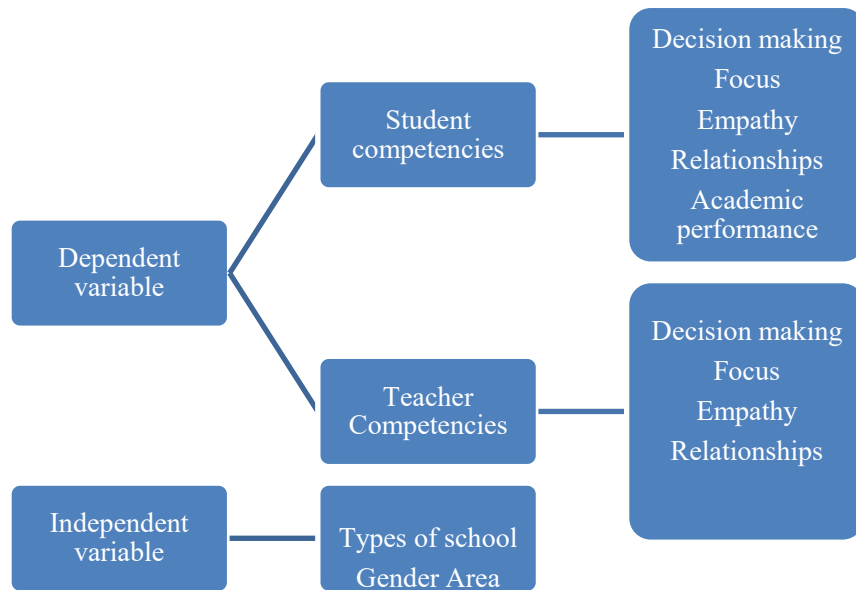 Dependent
variable
Student
competencies
Decision making
Focus
Empathy
Relationships
Academic
performance
Teacher
Competencies
Decision making
Focus
Empathy
Relationships
Independent
variable
Types of school
Gender Area